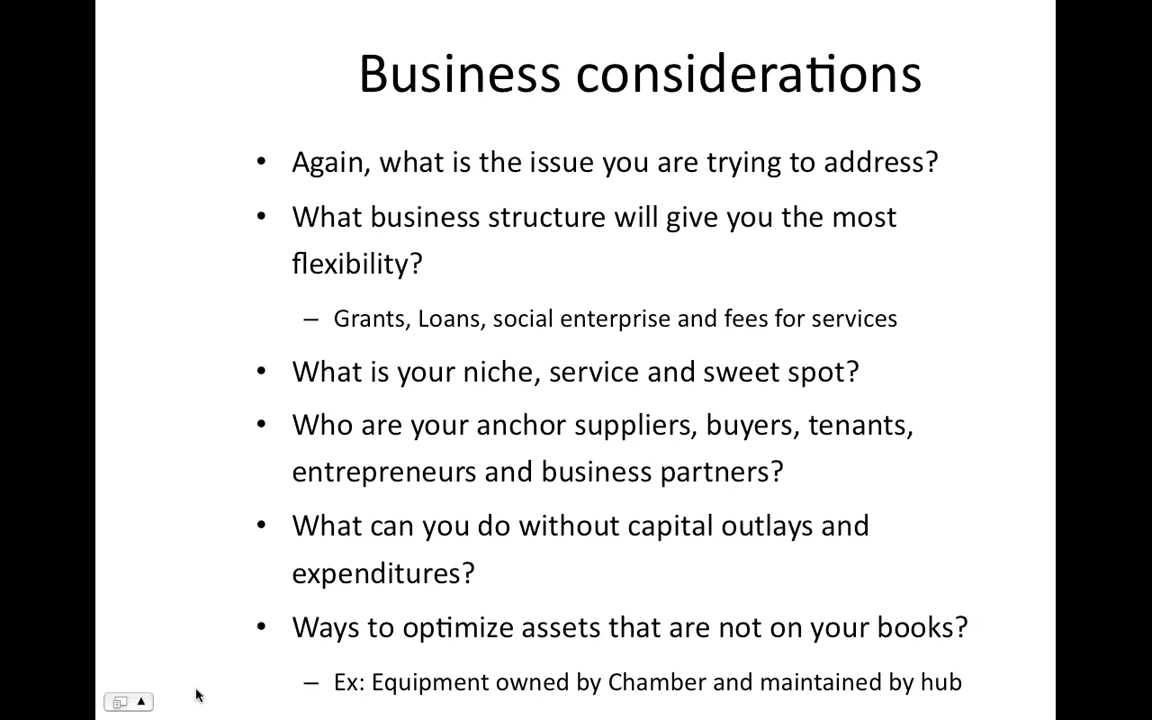 Business considerations
• Again, what is the issue you are trying to address?
• What business structure will give you the most
flexibility?
– Grants, Loans, social enterprise and fees for services
• What is your niche, service and sweet spot?
• Who are your anchor suppliers, buyers, tenants,
entrepreneurs and business partners?
• What can you do without capital outlays and
expenditures?
• Ways to optimize assets that are not on your books?
– Ex: Equipment owned by Chamber and maintained by hub